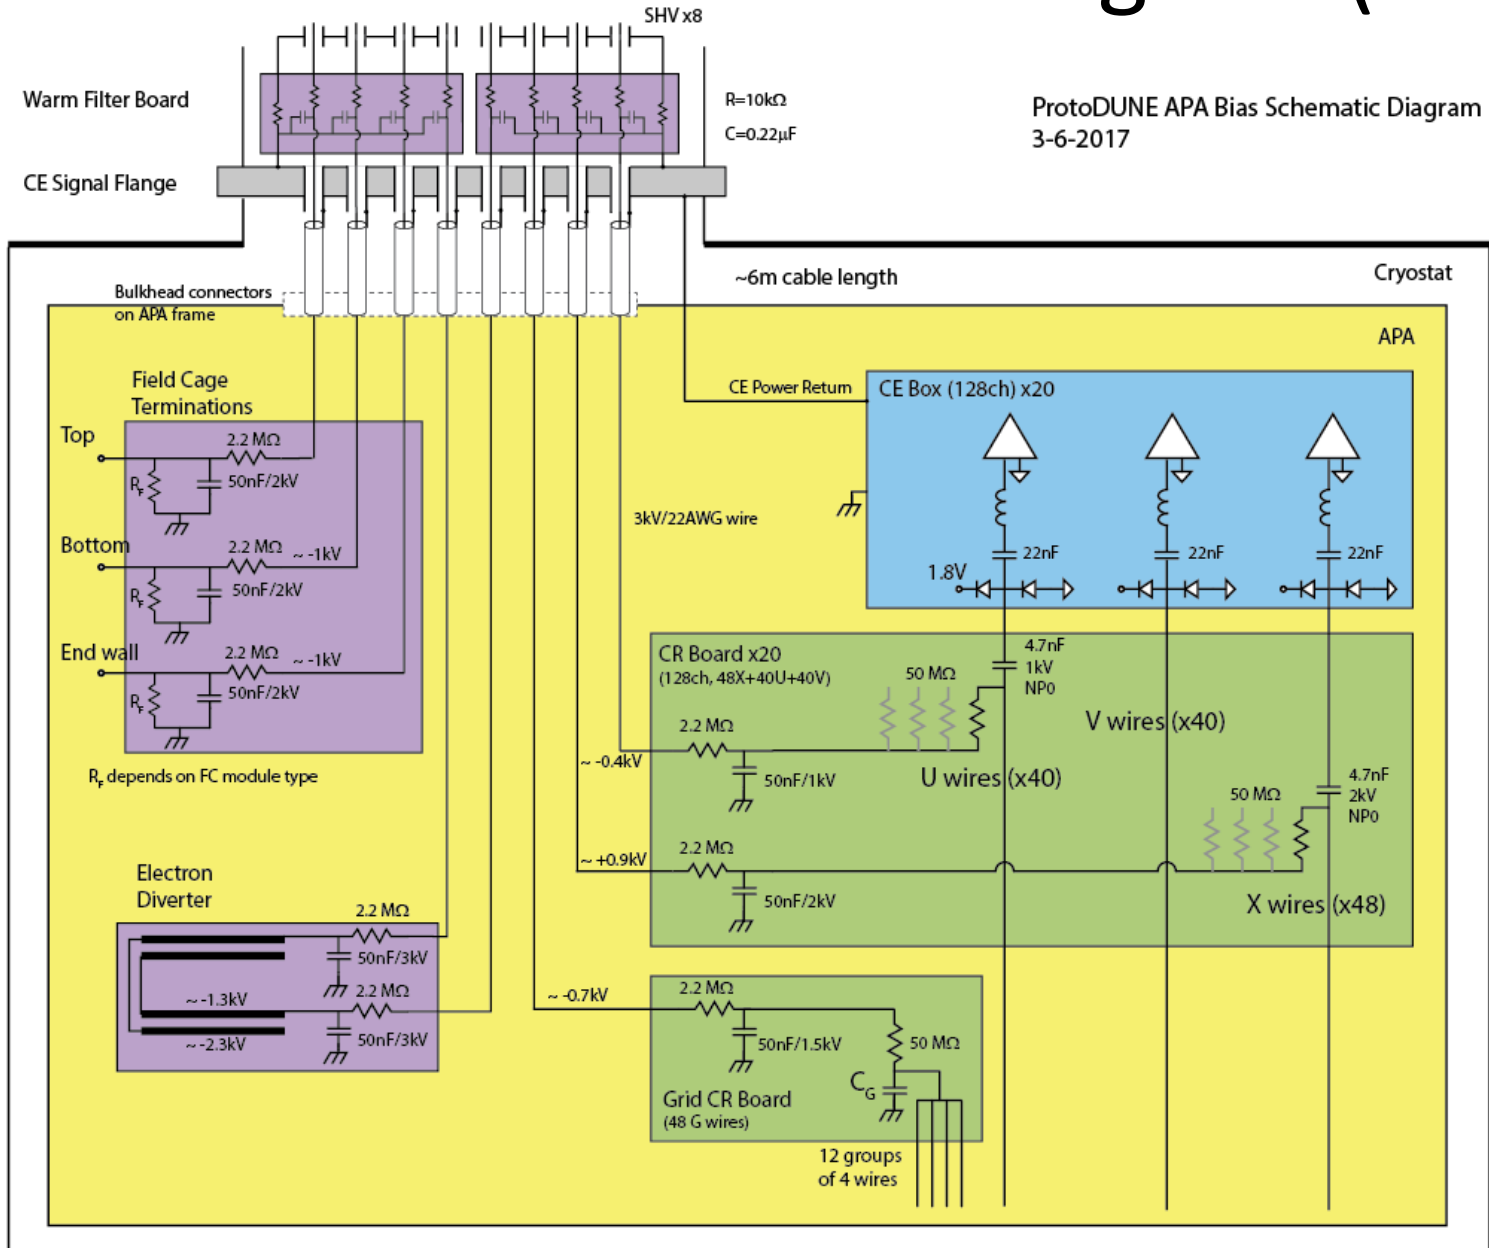 SHV x8
Warm Filter Board
R=10kΩ
C=0.22μF
ProtoDUNE APA Bias Schematic Diagram
3-6-2017
CE Signal Flange
~6m cable length
Cryostat
Bulkhead connectors
on APA frame
APA
Field Cage
Terminations
CE Power Return
CE Box (128ch) x20
Top
2.2 MΩ
R_F
50nF/2kV
Bottom
2.2 MΩ
~ -1kV
R_F
50nF/2kV
End wall
2.2 MΩ
~ -1kV
R_F
50nF/2kV
R_F depends on FC module type
3kV/22AWG wire
22nF
22nF
22nF
1.8V
CR Board x20
(128ch, 48X+40U+40V)
50 MΩ
4.7nF
1kV
NP0
2.2 MΩ
V wires (x40)
~ -0.4kV
50nF/1kV
U wires (x40)
50 MΩ
4.7nF
2kV
NP0
2.2 MΩ
~ +0.9kV
50nF/2kV
X wires (x48)
Electron
Diverter
2.2 MΩ
50nF/3kV
2.2 MΩ
~ -1.3kV
50nF/3kV
~ -2.3kV
~ -0.7kV
2.2 MΩ
50nF/1.5kV
50 MΩ
C_G
Grid CR Board
(48 G wires)
12 groups
of 4 wires